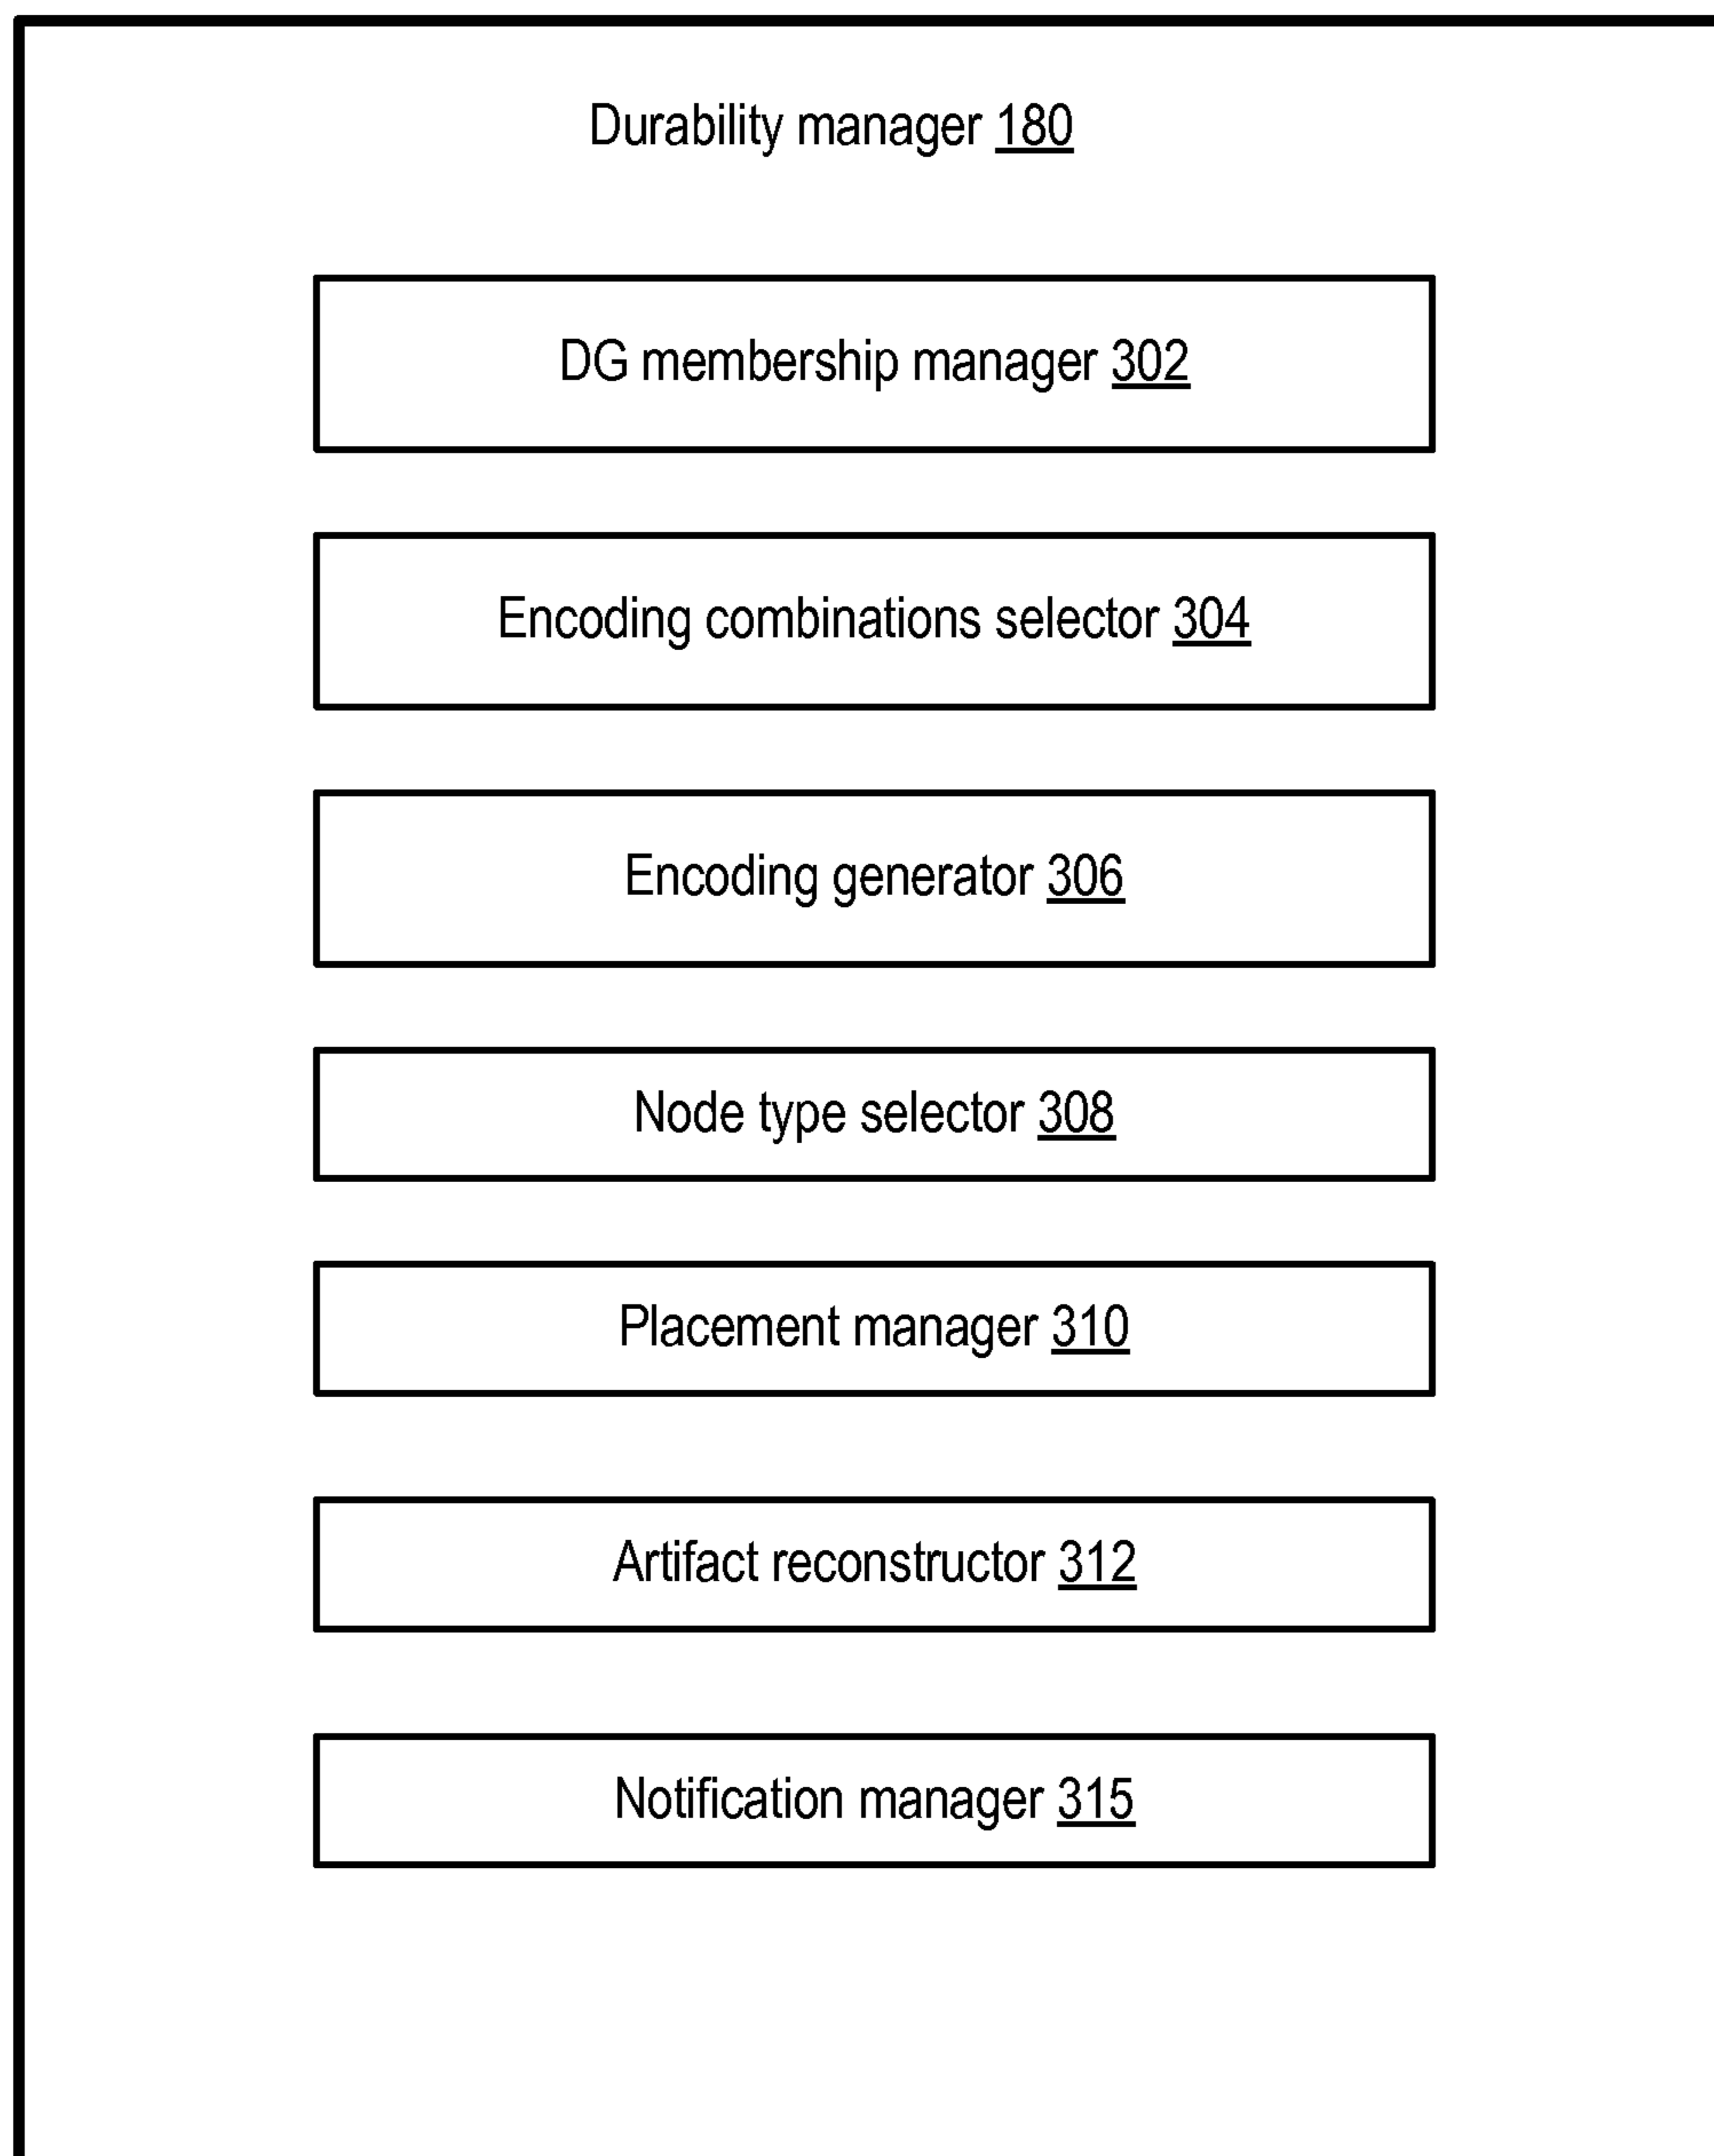 Durability manager 180
DG membership manager 302
Encoding combinations selector 304
Encoding generator 306
Node type selector 308
Placement manager 310
Artifact reconstructor 312
Notification manager 315